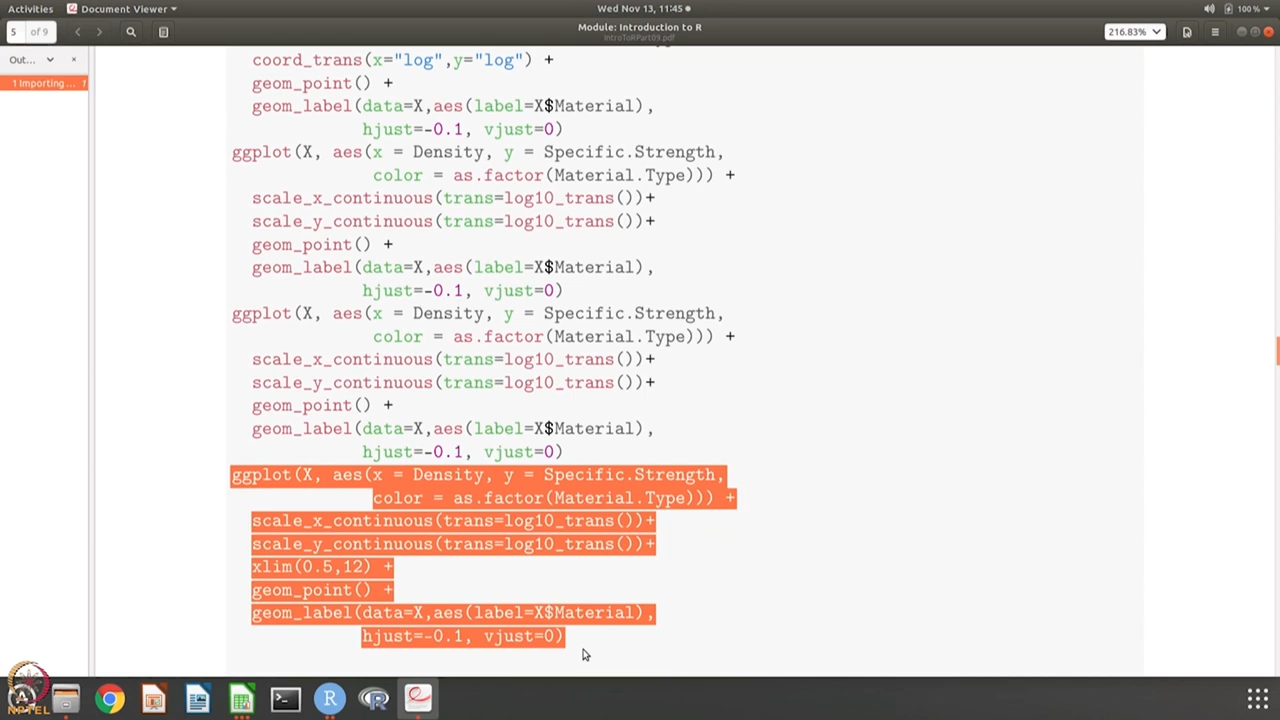 Activities Document Viewer Wed Nov 13, 11:45 100 %
5 of 9 Module: Introduction to R 216.83%
IntroToRPart09.pdf
Out...
1 Importing ...
coord_trans(x="log",y="log") +
geom_point() +
geom_label(data=X,aes(label=X$Material),
hjust=-0.1, vjust=0)
ggplot(X, aes(x = Density, y = Specific.Strength,
color = as.factor(Material.Type))) +
scale_x_continuous(trans=log10_trans())+
scale_y_continuous(trans=log10_trans())+
geom_point() +
geom_label(data=X,aes(label=X$Material),
hjust=-0.1, vjust=0)
ggplot(X, aes(x = Density, y = Specific.Strength,
color = as.factor(Material.Type))) +
scale_x_continuous(trans=log10_trans())+
scale_y_continuous(trans=log10_trans())+
geom_point() +
geom_label(data=X,aes(label=X$Material),
hjust=-0.1, vjust=0)
ggplot(X, aes(x = Density, y = Specific.Strength,
color = as.factor(Material.Type))) +
scale_x_continuous(trans=log10_trans())+
scale_y_continuous(trans=log10_trans())+
xlim(0.5,12) +
geom_point() +
geom_label(data=X,aes(label=X$Material),
hjust=-0.1, vjust=0)
NPTEL